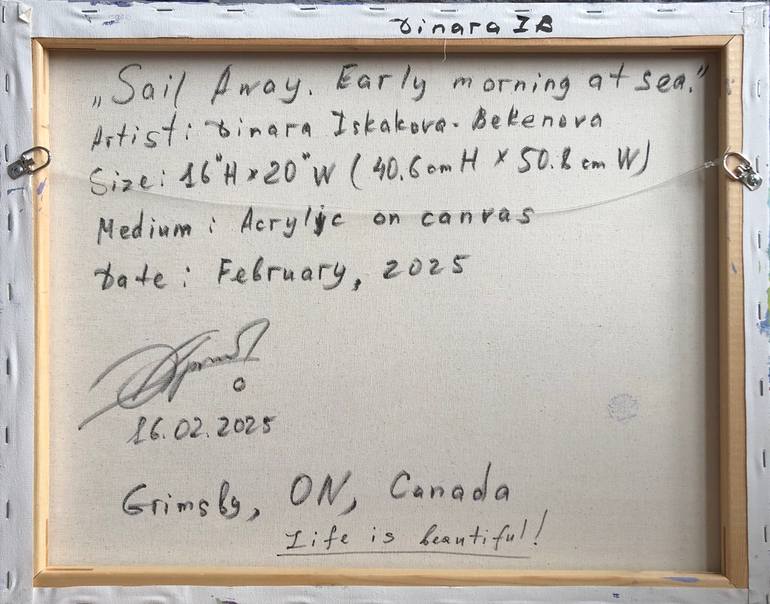 Dinara IB
„Sail Away. Early morning at sea."
Artist: Dinara Iskakova-Bekenova
Size: 16"H x 20"W (40.6cm H x 50.8 cm W)
Medium: Acrylic on canvas
Date: February, 2025
16.02.2025
Grimsby, ON, Canada
Life is beautiful!